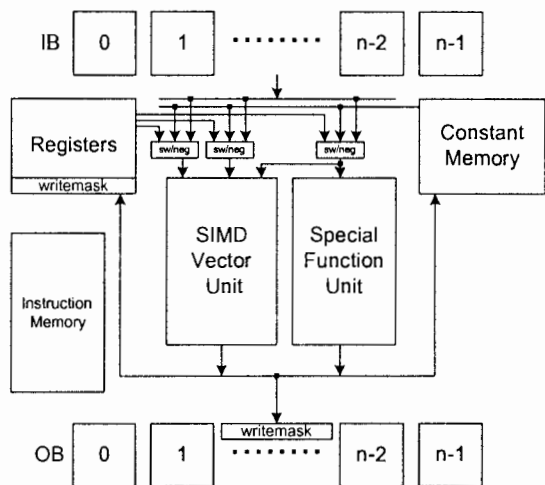 IB 0 1 n-2 n-1
Registers
writemask
sw/neg sw/neg sw/neg
Constant
Memory
SIMD
Vector
Unit
Special
Function
Unit
Instruction
Memory
writemask
OB 0 1 n-2 n-1